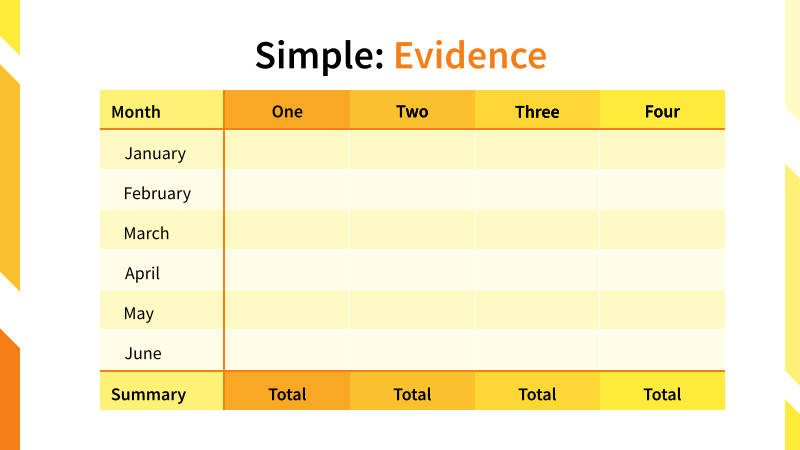 Simple: Evidence
Month One Two Three Four
January
February
March
April
May
June
Summary Total Total Total Total